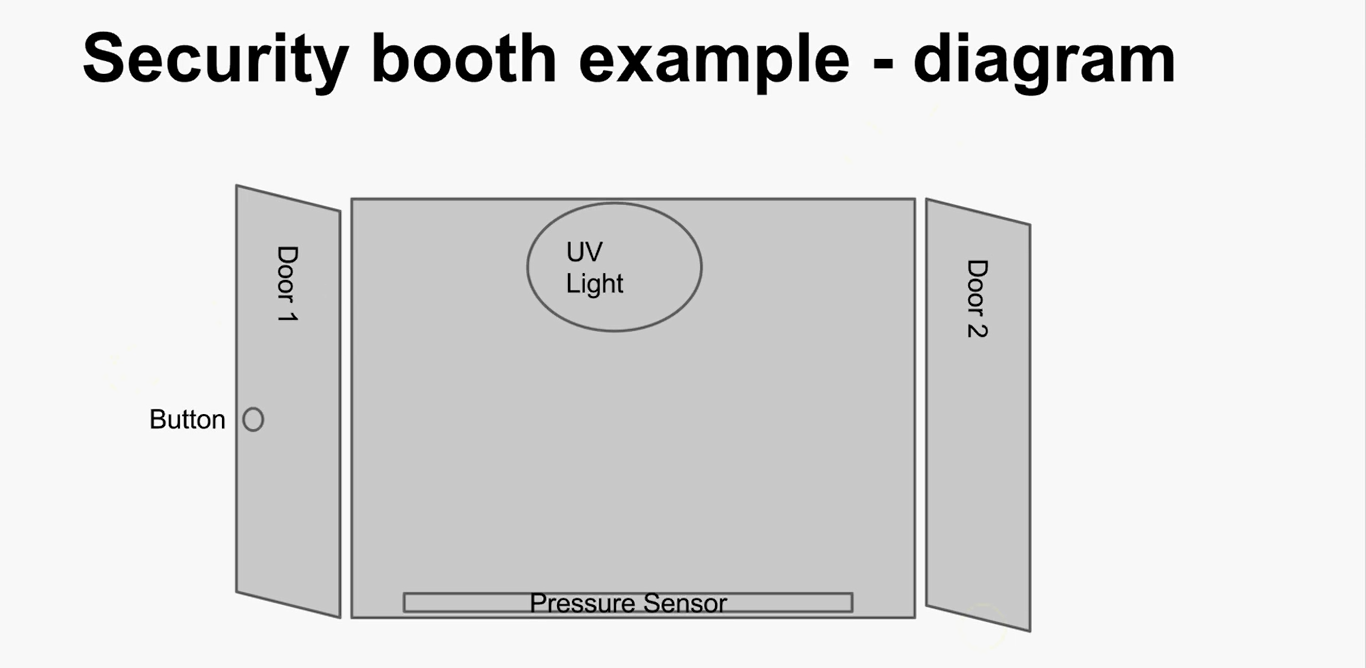 Security booth example - diagram
Door 1
UV
Light
Door 2
Button
Pressure Sensor